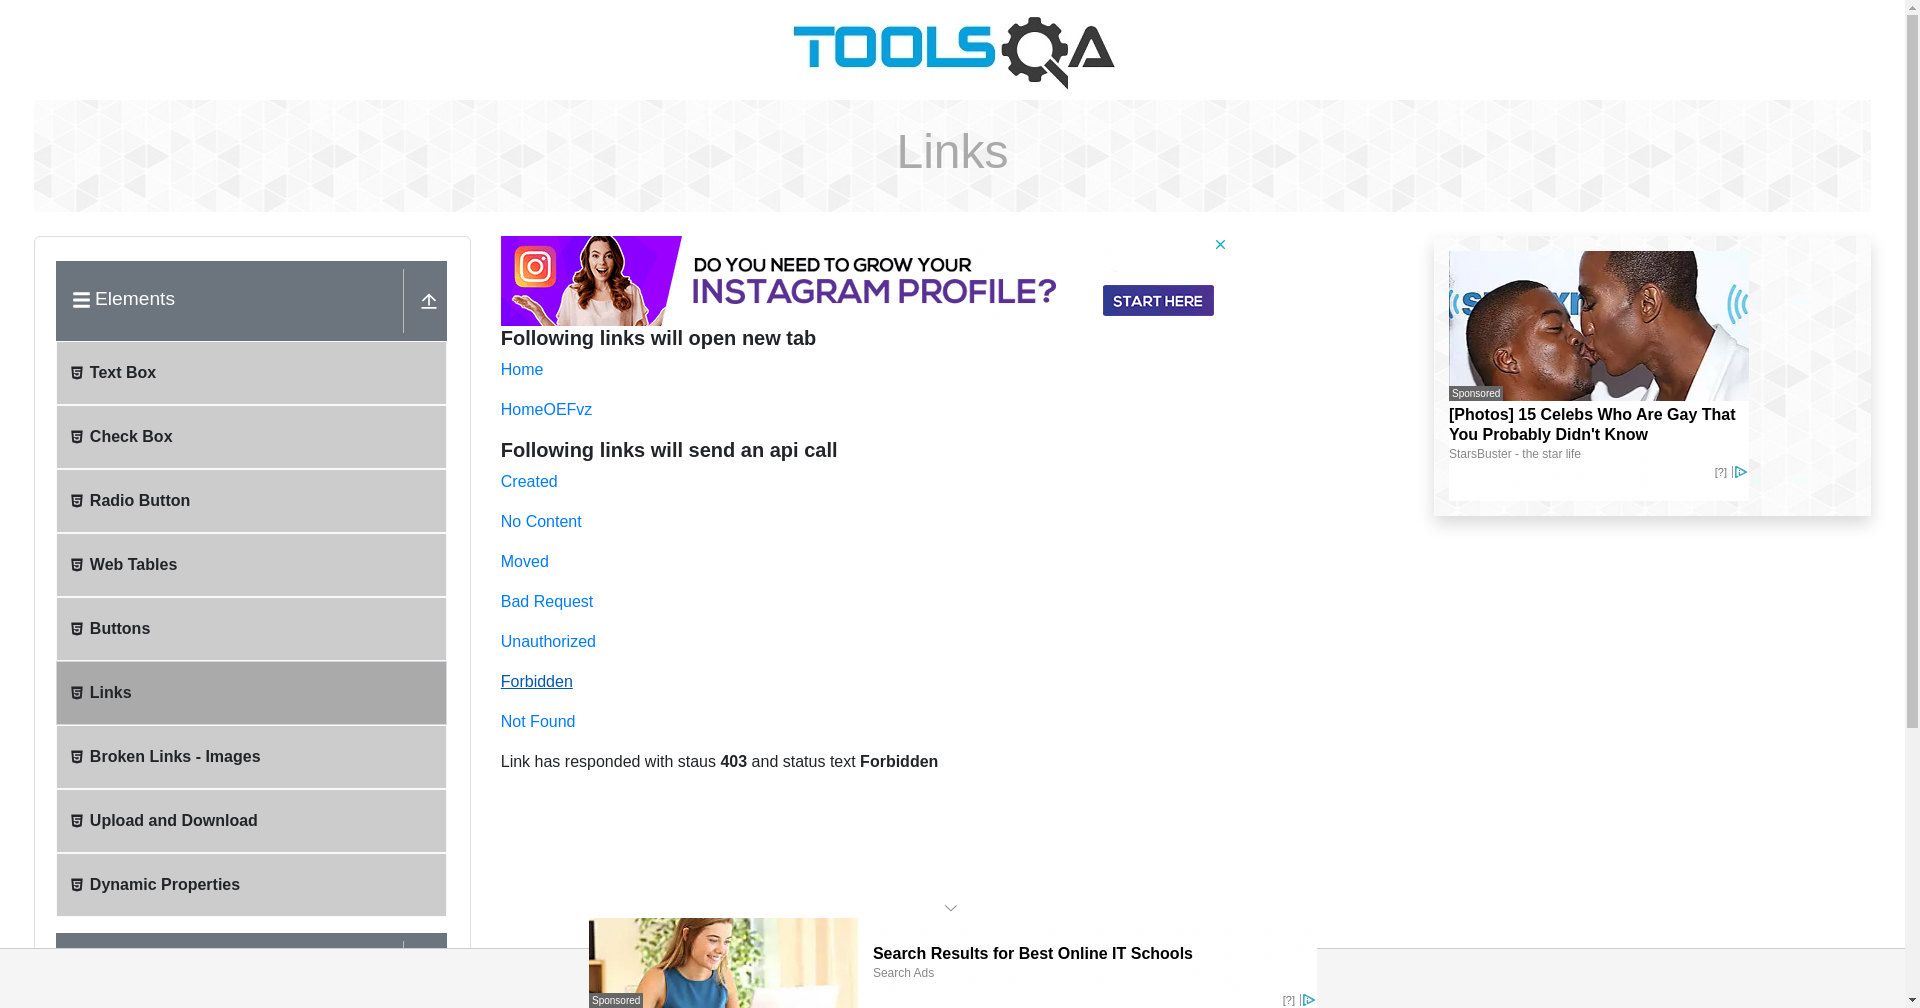 TOOLSQA
Links
Elements
Text Box
Check Box
Radio Button
Web Tables
Buttons
Links
Broken Links - Images
Upload and Download
Dynamic Properties
DO YOU NEED TO GROW YOUR
INSTAGRAM PROFILE?
START HERE
Following links will open new tab
Home
HomeOEFvz
Following links will send an api call
Created
No Content
Moved
Bad Request
Unauthorized
Forbidden
Not Found
Link has responded with staus 403 and status text Forbidden
Sponsored
[Photos] 15 Celebs Who Are Gay That
You Probably Didn't Know
StarsBuster - the star life
[?]
Search Results for Best Online IT Schools
Search Ads
Sponsored
[?]